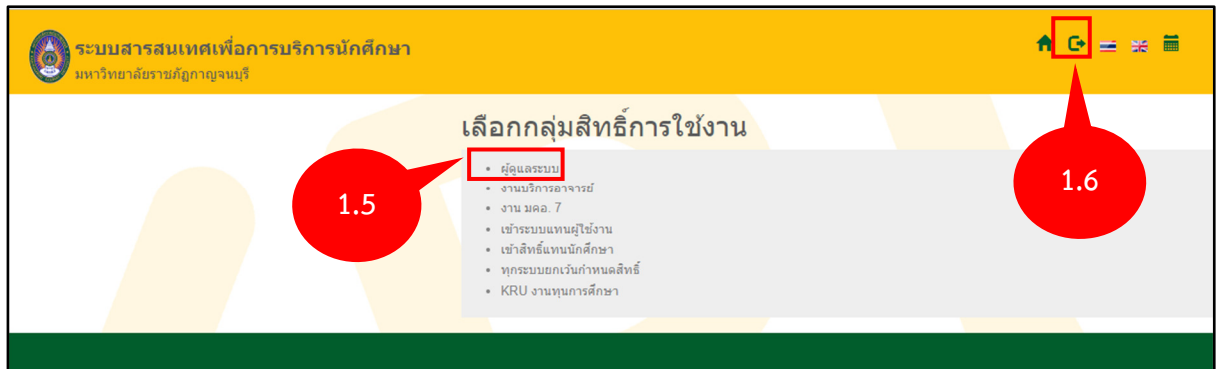 ระบบสารสนเทศเพื่อการบริการนักศึกษา
มหาวิทยาลัยราชภัฏกาญจนบุรี
เลือกกลุ่มสิทธิ์การใช้งาน
ผู้ดูแลระบบ
งานบริการอาจารย์
งาน มคอ. 7
เข้าระบบแทนผู้ใช้งาน
เข้าสิทธิ์แทนนักศึกษา
ทุกระบบยกเว้นกำหนดสิทธิ์
KRU งานทุนการศึกษา
1.5
1.6